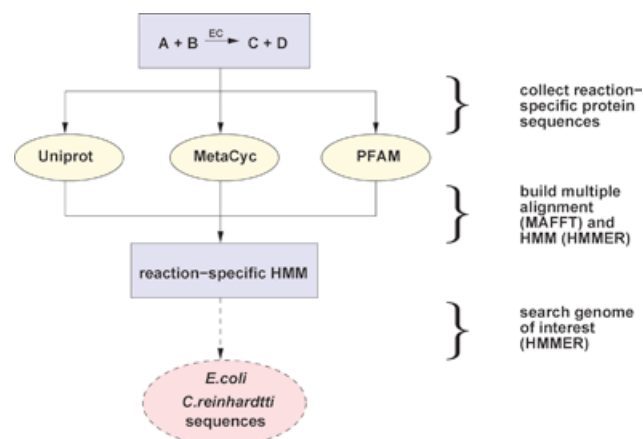 EC
A + B → C + D
collect reaction-
specific protein
sequences
Uniprot
MetaCyc
PFAM
build multiple
alignment
(MAFFT) and
HMM (HMMER)
reaction-specific HMM
search genome
of interest
(HMMER)
E.coli
C.reinhardtti
sequences